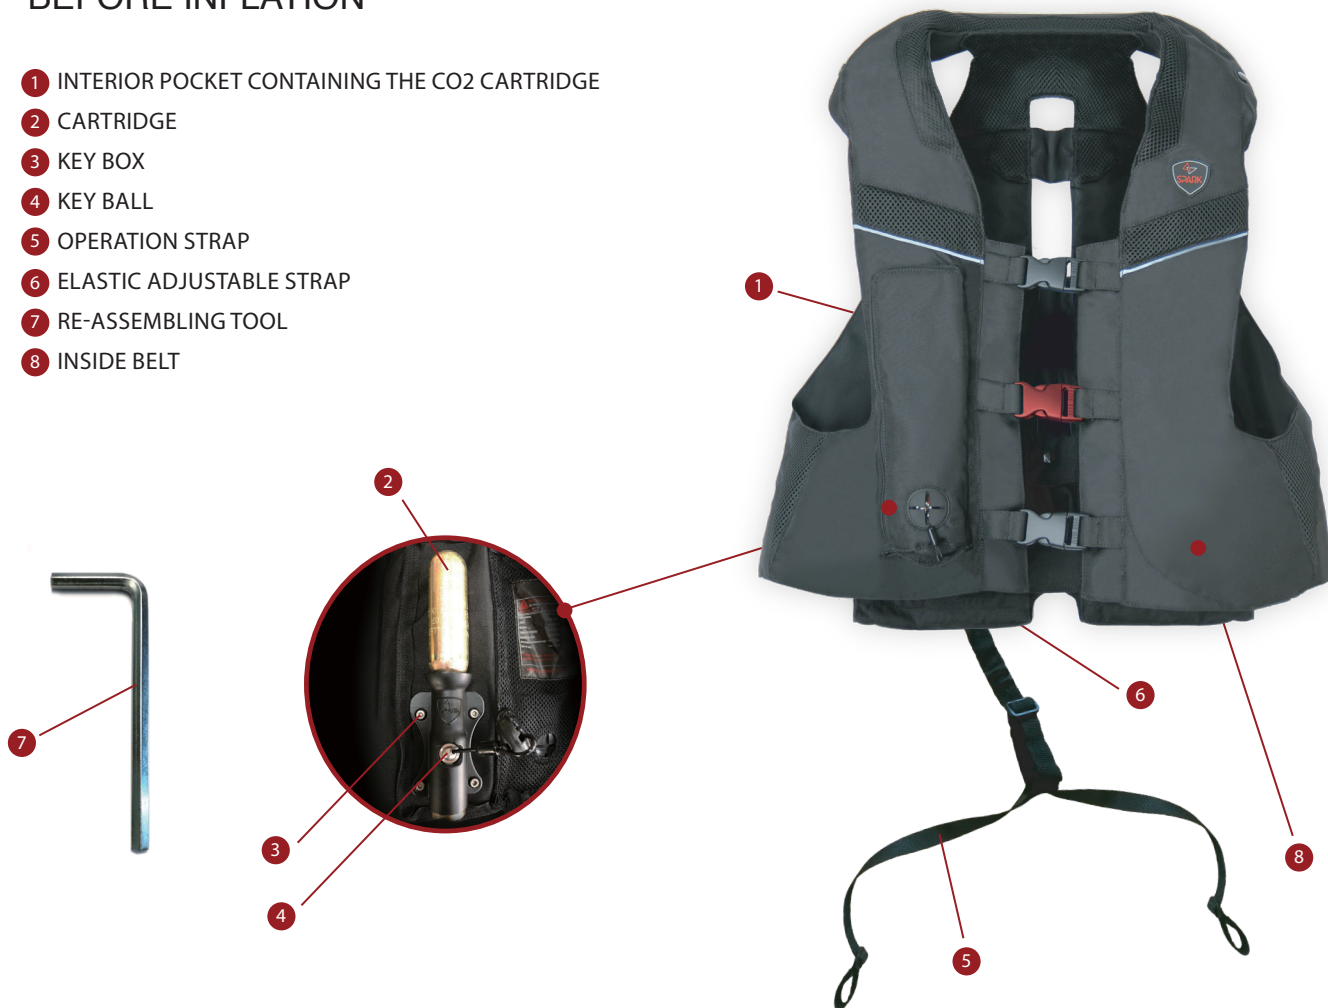 BEFORE INFLATION
1 INTERIOR POCKET CONTAINING THE CO2 CARTRIDGE
2 CARTRIDGE
3 KEY BOX
4 KEY BALL
5 OPERATION STRAP
6 ELASTIC ADJUSTABLE STRAP
7 RE-ASSEMBLING TOOL
8 INSIDE BELT
SPARK
1
2
6
7
3
8
4
5